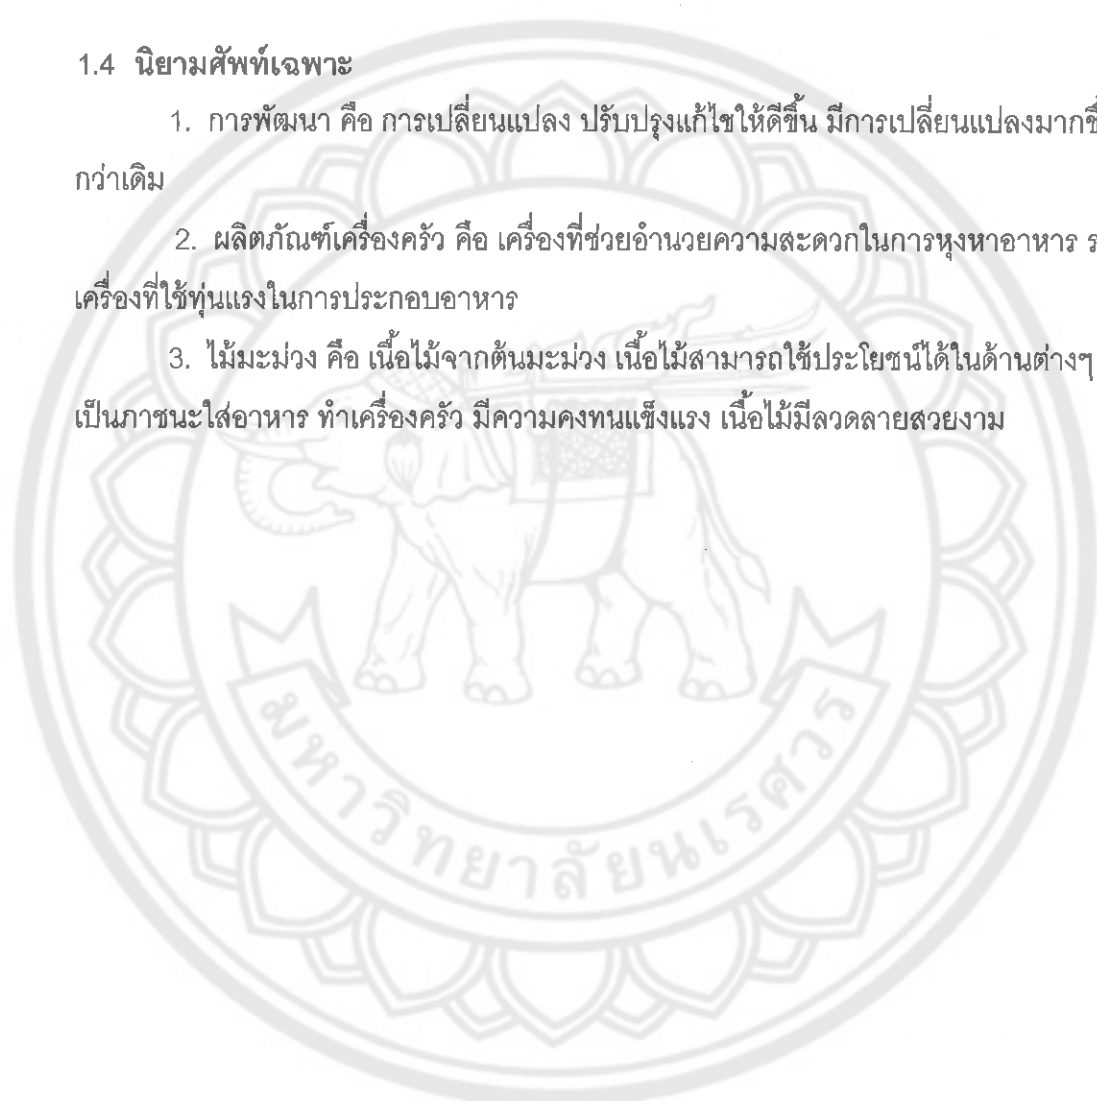 1.4 นิยามศัพท์เฉพาะ
1. การพัฒนา คือ การเปลี่ยนแปลง ปรับปรุงแก้ไขให้ดีขึ้น มีการเปลี่ยนแปลงมาก
กว่าเดิม
2. ผลิตภัณฑ์เครื่องครัว คือ เครื่องที่ช่วยอำนวยความสะดวกในการหุงหาอาหาร
เครื่องที่ใช้ทุ่นแรงในการประกอบอาหาร
3. ไม้มะม่วง คือ เนื้อไม้จากต้นมะม่วง เนื้อไม้สามารถใช้ประโยชน์ได้ในด้านต่างๆ
เป็นภาชนะใส่อาหาร ทำเครื่องครัว มีความคงทนแข็งแรง เนื้อไม้มีลวดลายสวยงาม
มหาวิทยาลัยนเรศวร